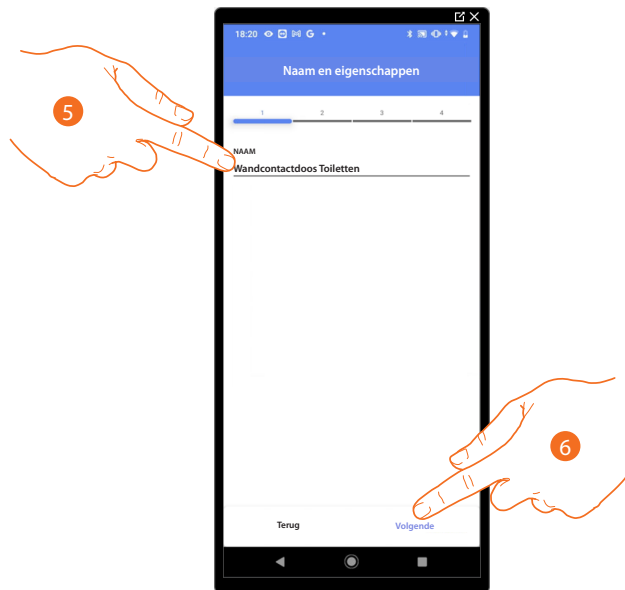 18:20 G
Naam en eigenschappen
1 2 3 4
5
NAAM
Wandcontactdoos Toiletten
6
Terug Volgende